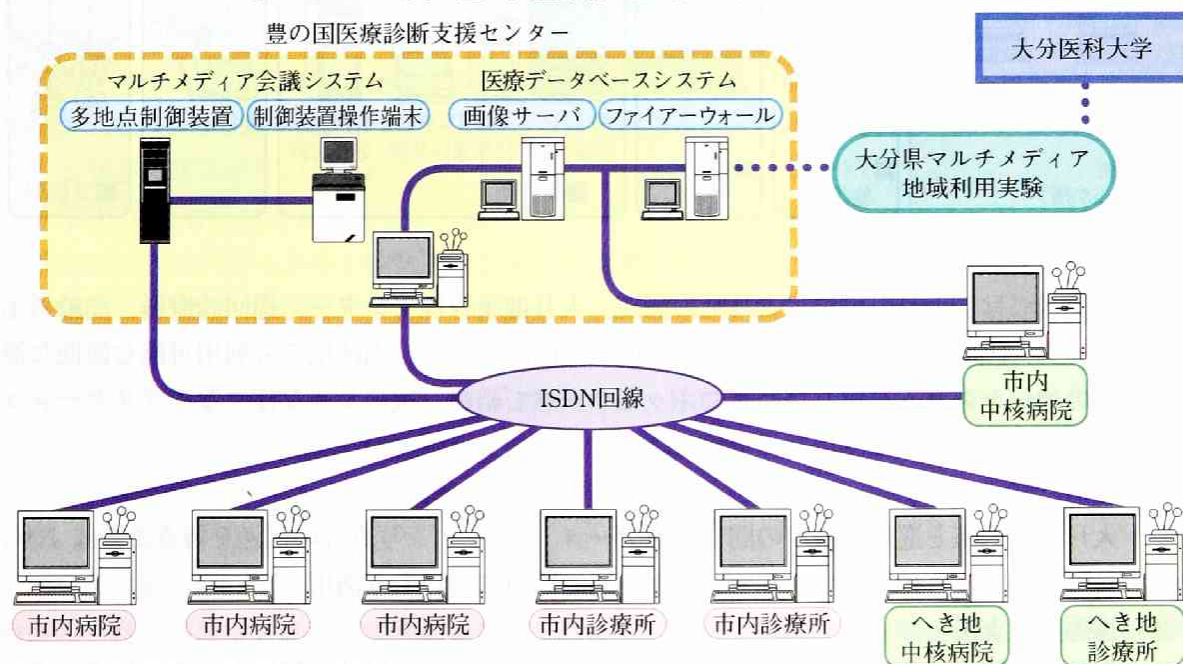 豊の国医療診断支援センター
大分医科大学
マルチメディア会議システム
医療データベースシステム
多地点制御装置
制御装置操作端末
画像サーバ
ファイアーウォール
大分県マルチメディア
地域利用実験
市内
中核病院
ISDN回線
市内病院
市内病院
市内病院
市内診療所
市内診療所
へき地
中核病院
へき地
診療所